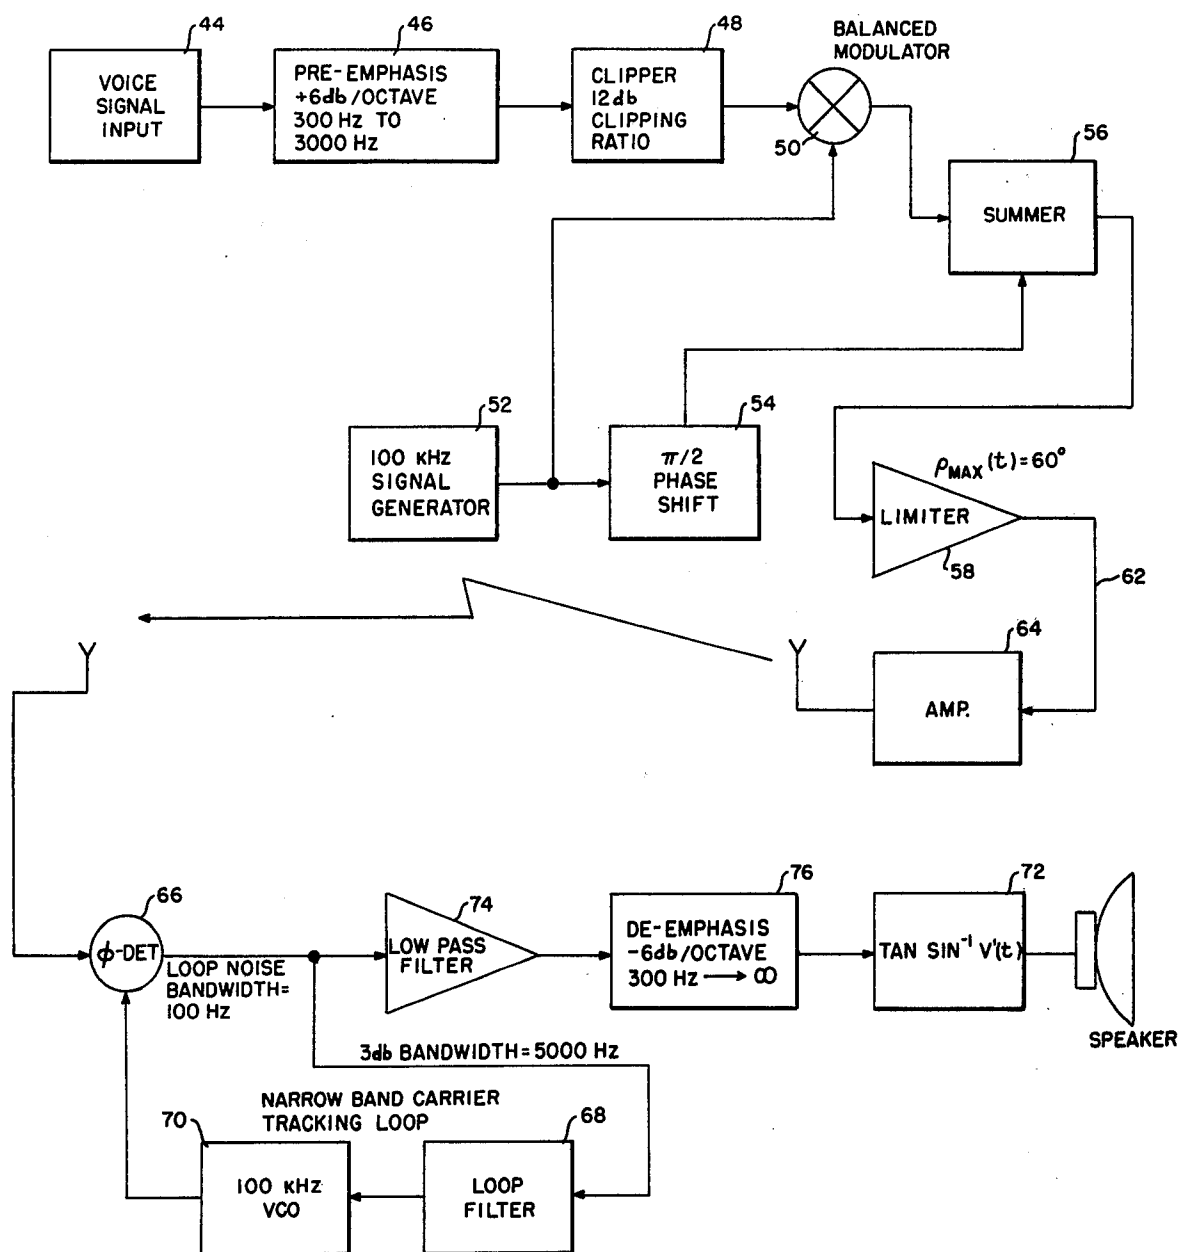 44
VOICE
SIGNAL
INPUT
46
PRE-EMPHASIS
+6db/OCTAVE
300 Hz TO
3000 Hz
48
CLIPPER
12db
CLIPPING
RATIO
BALANCED
MODULATOR
50
56
SUMMER
52
100 KHz
SIGNAL
GENERATOR
54
π/2
PHASE
SHIFT
ρMAX(t)=60°
LIMITER
58
62
64
AMP.
66
ϕ-DET
LOOP NOISE
BANDWIDTH=
100 Hz
74
LOW PASS
FILTER
76
DE-EMPHASIS
-6db/OCTAVE
300 Hz → ∞
72
TAN SIN⁻¹ V'(t)
SPEAKER
3db BANDWIDTH=5000 Hz
NARROW BAND CARRIER
TRACKING LOOP
70
100 KHz
VCO
68
LOOP
FILTER